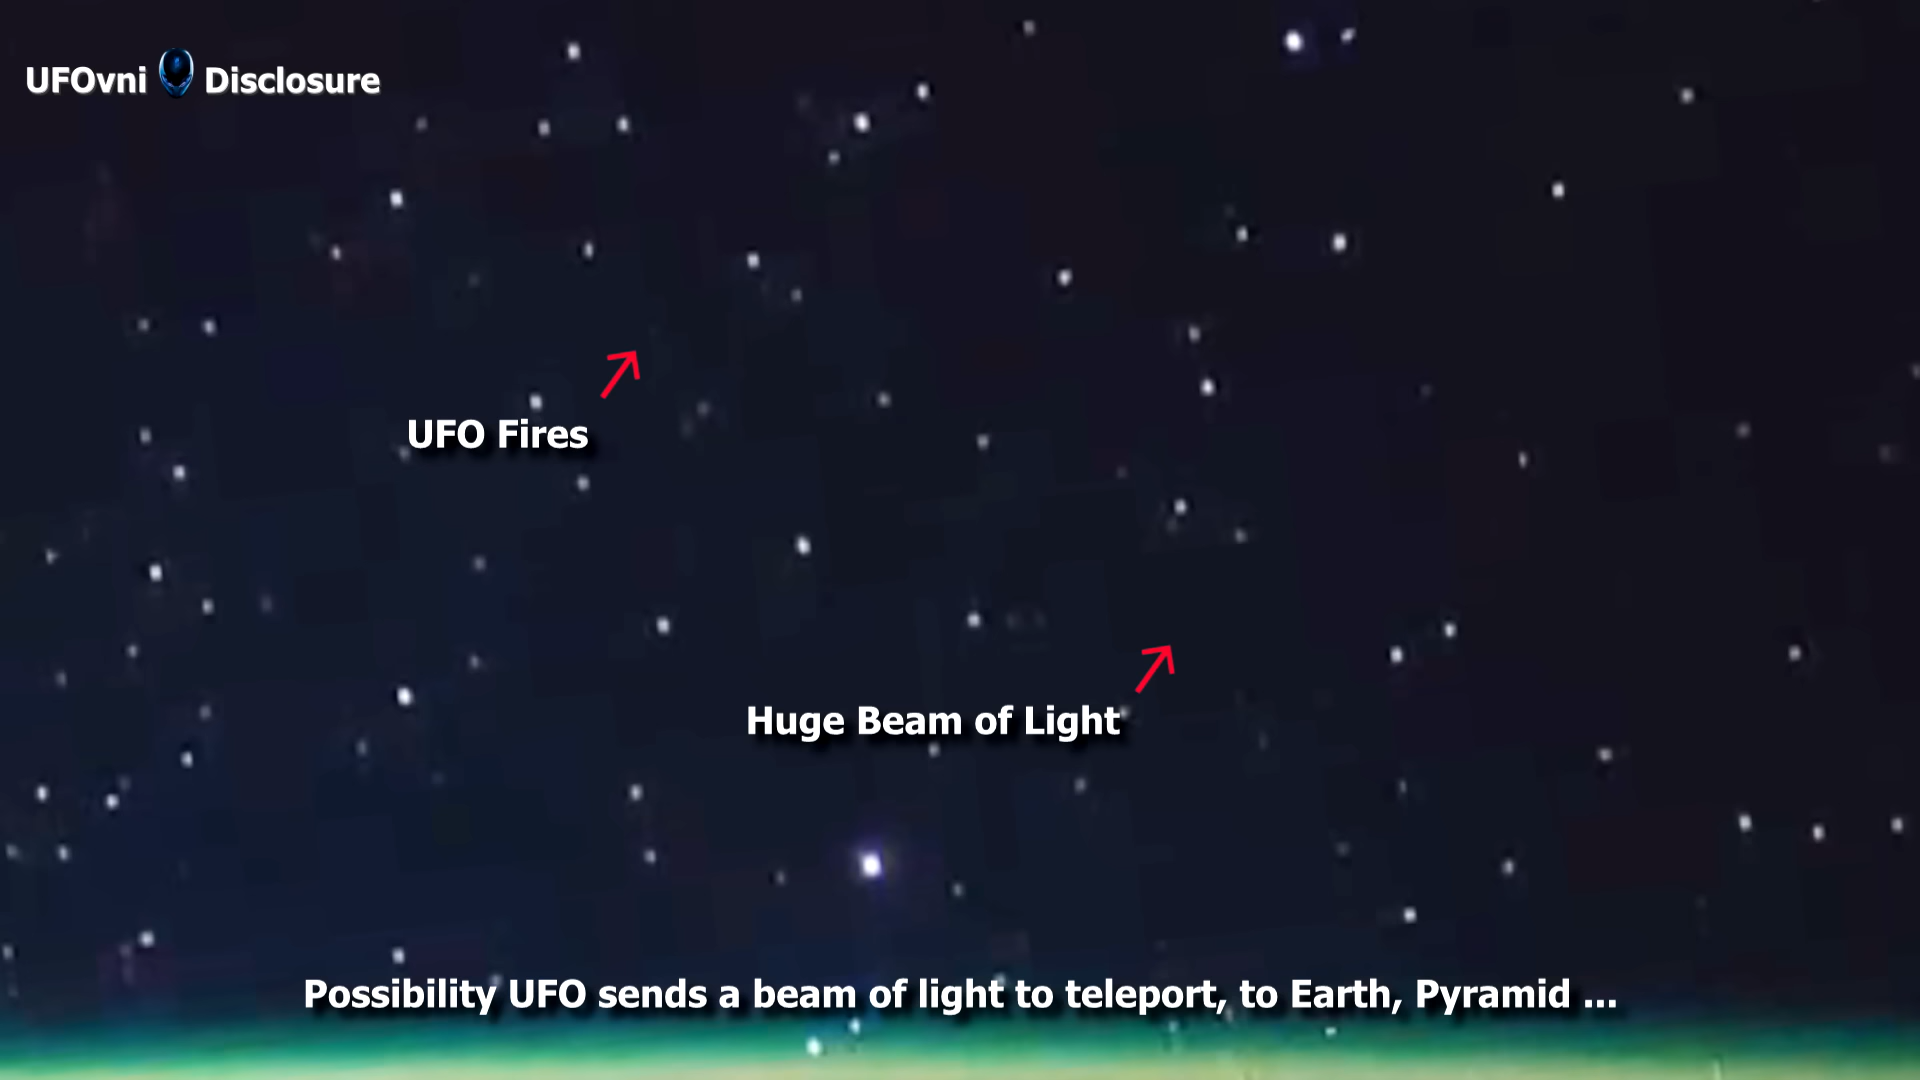 UFOvni Disclosure
UFO Fires
Huge Beam of Light
Possibility UFO sends a beam of light to teleport, to Earth, Pyramid ...